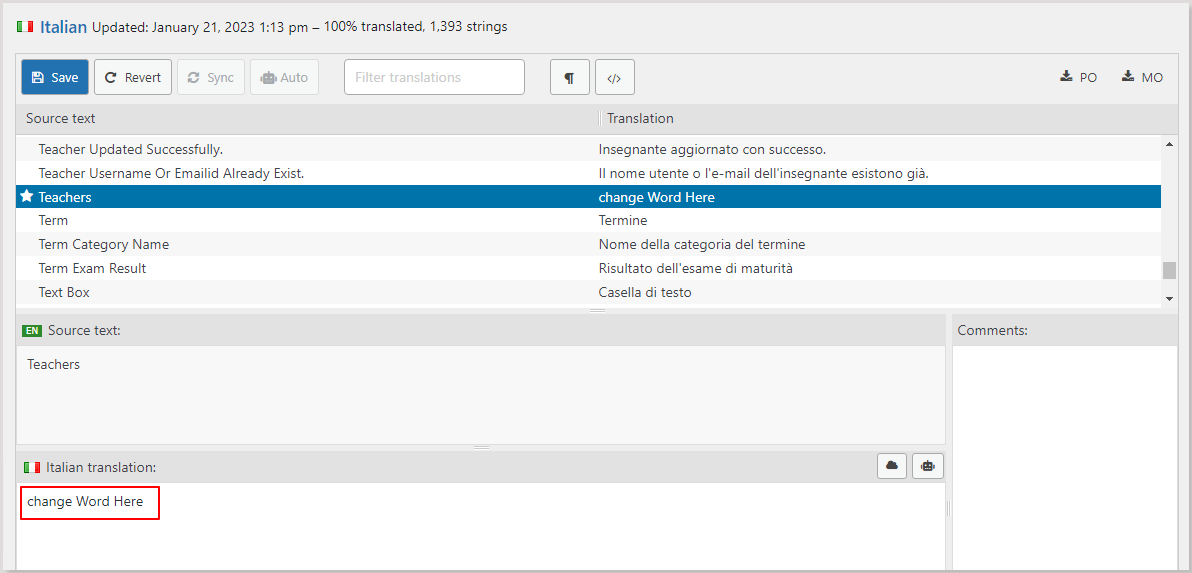 Italian Updated: January 21, 2023 1:13 pm – 100% translated, 1,393 strings
Save Revert Sync Auto Filter translations ¶ </> PO MO
Source text Translation
Teacher Updated Successfully. Insegnante aggiornato con successo.
Teacher Username Or Emailid Already Exist. Il nome utente o l'e-mail dell'insegnante esistono già.
Teachers change Word Here
Term Termine
Term Category Name Nome della categoria del termine
Term Exam Result Risultato dell'esame di maturità
Text Box Casella di testo
EN Source text: Comments:
Teachers
Italian translation:
change Word Here